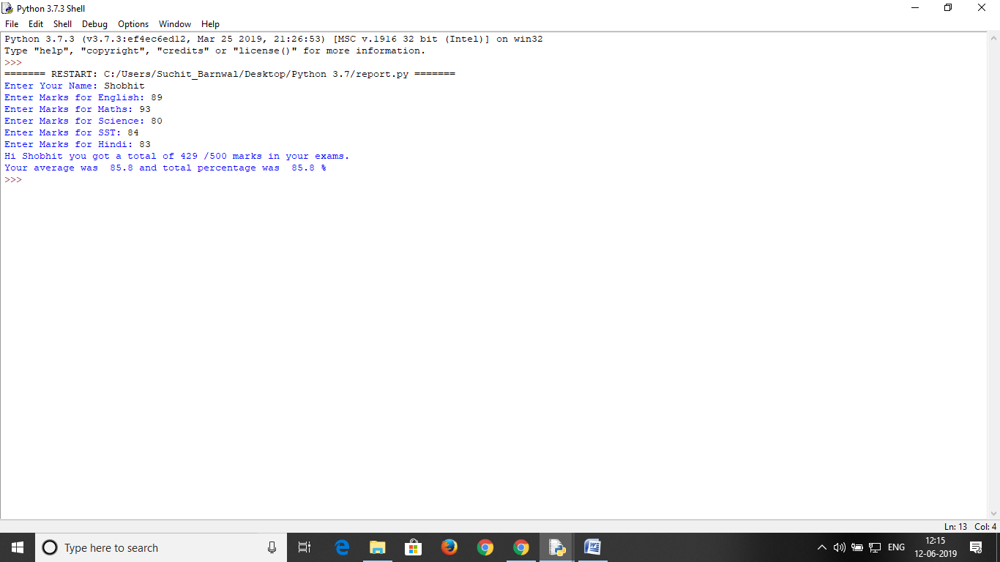 Python 3.7.3 Shell
File Edit Shell Debug Options Window Help
Python 3.7.3 (v3.7.3:ef4ec6ed12, Mar 25 2019, 21:26:53) [MSC v.1916 32 bit (Intel)] on win32
Type "help", "copyright", "credits" or "license()" for more information.
>>>
======= RESTART: C:/Users/Suchit_Barnwal/Desktop/Python 3.7/report.py =======
Enter Your Name: Shobhit
Enter Marks for English: 89
Enter Marks for Maths: 93
Enter Marks for Science: 80
Enter Marks for SST: 84
Enter Marks for Hindi: 83
Hi Shobhit you got a total of 429 /500 marks in your exams.
Your average was  85.8 and total percentage was  85.8 %
>>>
Ln: 13 Col: 4
Type here to search
ENG
12:15
12-06-2019